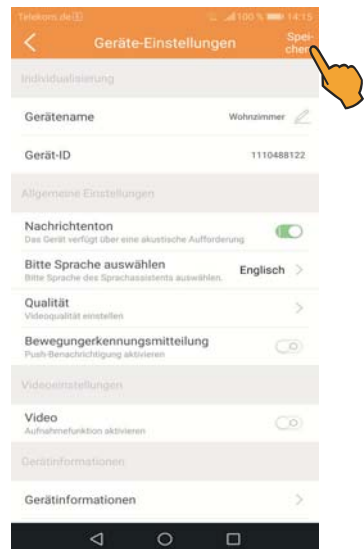 Telekom.de 100 % 14:15
Geräte-Einstellungen
Spei-
chern
Individualisierung
Gerätename Wohnzimmer
Gerät-ID 1110488122
Allgemeine Einstellungen
Nachrichtenton
Das Gerät verfügt über eine akustische Aufforderung
Bitte Sprache auswählen Englisch
Bitte Sprache des Sprachassistents auswählen.
Qualität
Videoqualität einstellen
Bewegungerkennungsmitteilung
Push-Benachrichtigung aktivieren
Videoeinstellungen
Video
Aufnahmefunktion aktivieren
Gerätinformationen
Gerätinformationen